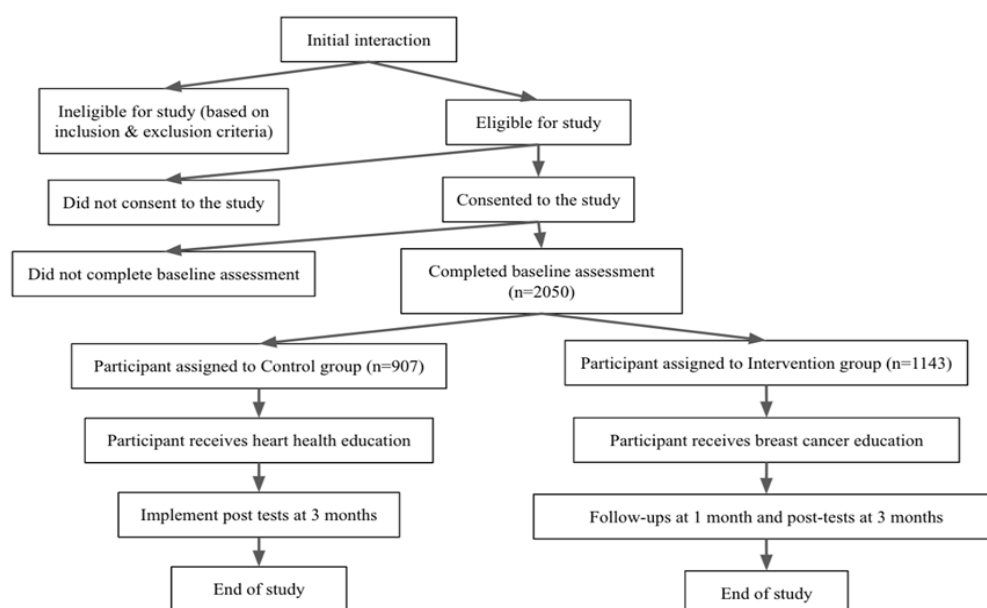 Initial interaction
Ineligible for study (based on
inclusion & exclusion criteria)
Eligible for study
Did not consent to the study
Consented to the study
Did not complete baseline assessment
Completed baseline assessment
(n=2050)
Participant assigned to Control group (n=907)
Participant assigned to Intervention group (n=1143)
Participant receives heart health education
Participant receives breast cancer education
Implement post tests at 3 months
Follow-ups at 1 month and post-tests at 3 months
End of study
End of study